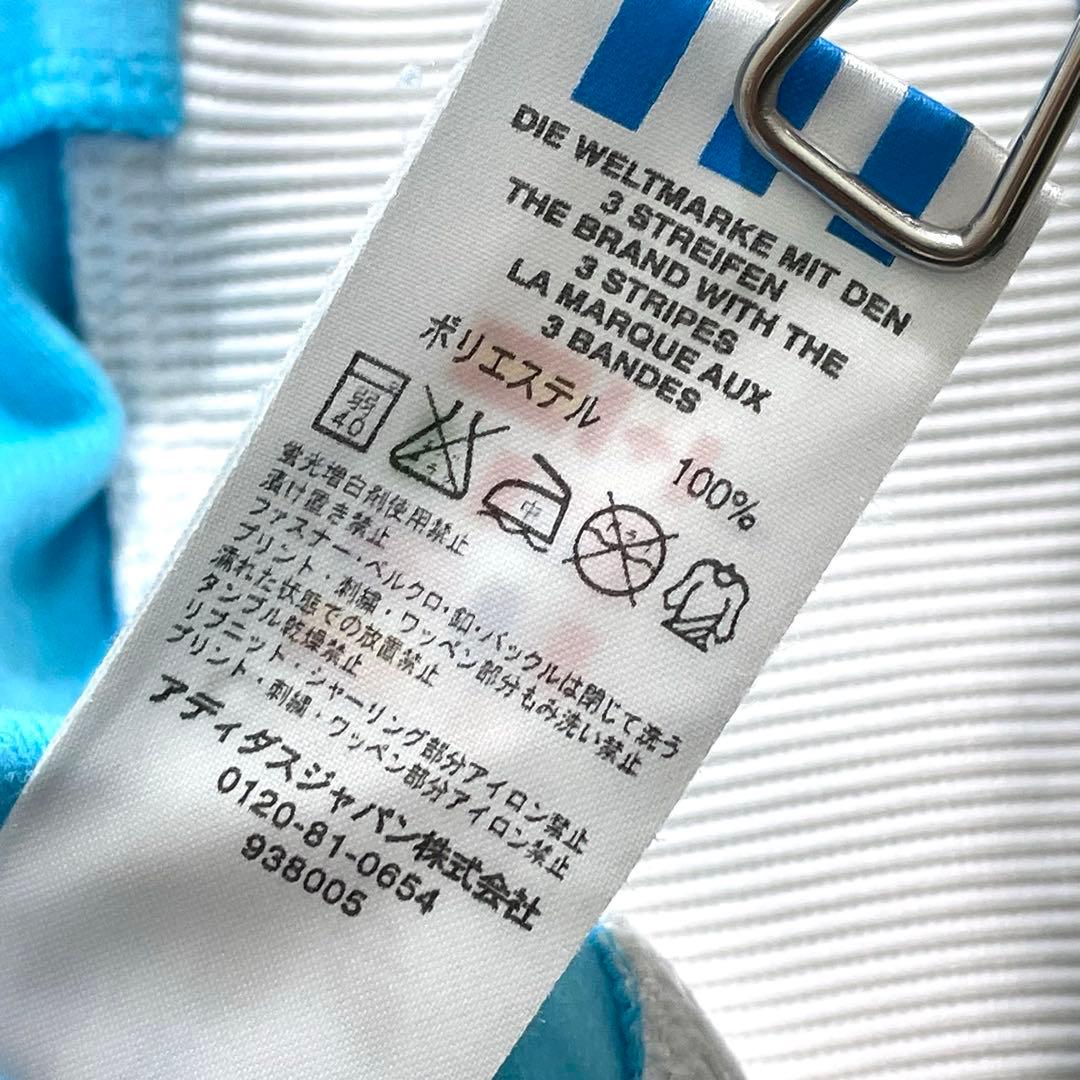 DIE WELTMARKE MIT DEN
3 STREIFEN
THE BRAND WITH THE
3 STRIPES
LA MARQUE AUX
3 BANDES
ポリエステル 100%
弱
40
中
蛍光増白剤使用禁止
漬け置き禁止
ファスナー・ベルクロ・釦・バックルは閉じて洗う
プリント・刺繍・ワッペン部分もみ洗い禁止
濡れた状態での放置禁止
タンブル乾燥禁止
リブニット・シャーリング部分アイロン禁止
プリント・刺繍・ワッペン部分アイロン禁止
アディダスジャパン株式会社
0120-81-0654
938005